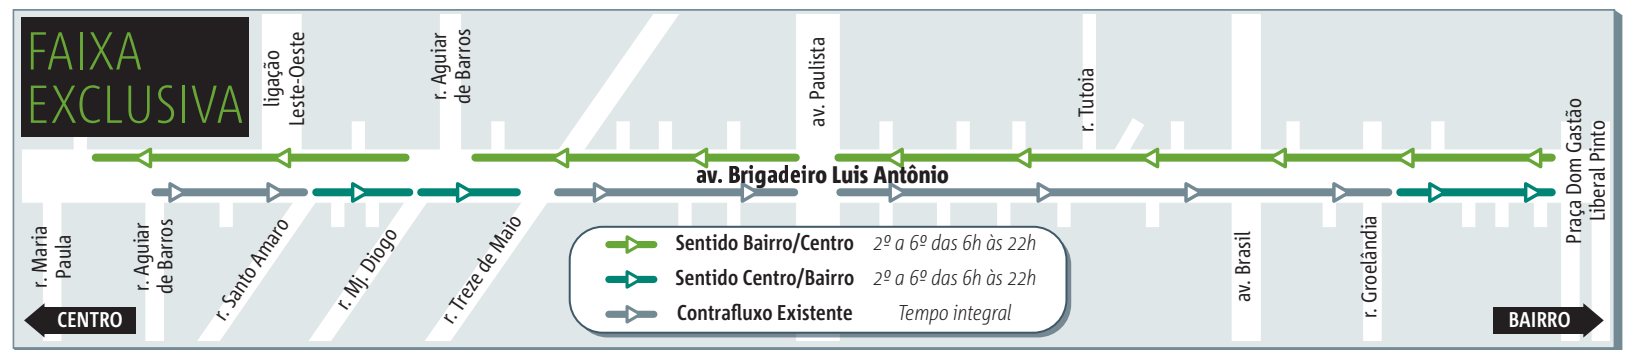 FAIXA
EXCLUSIVA
ligação
Leste-Oeste
r. Aguiar
de Barros
av. Paulista
r. Tutoia
Praça Dom Gastão
Liberal Pinto
av. Brigadeiro Luis Antônio
r. Maria
Paula
r. Aguiar
de Barros
r. Santo Amaro
r. Mj. Diogo
r. Treze de Maio
av. Brasil
r. Groelândia
Sentido Bairro/Centro 2º a 6º das 6h às 22h
Sentido Centro/Bairro 2º a 6º das 6h às 22h
Contrafluxo Existente Tempo integral
CENTRO
BAIRRO